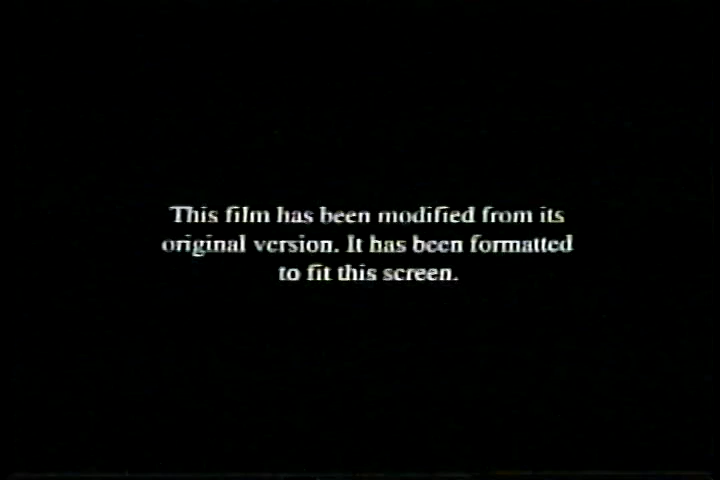 This film has been modified from its
original version. It has been formatted
to fit this screen.